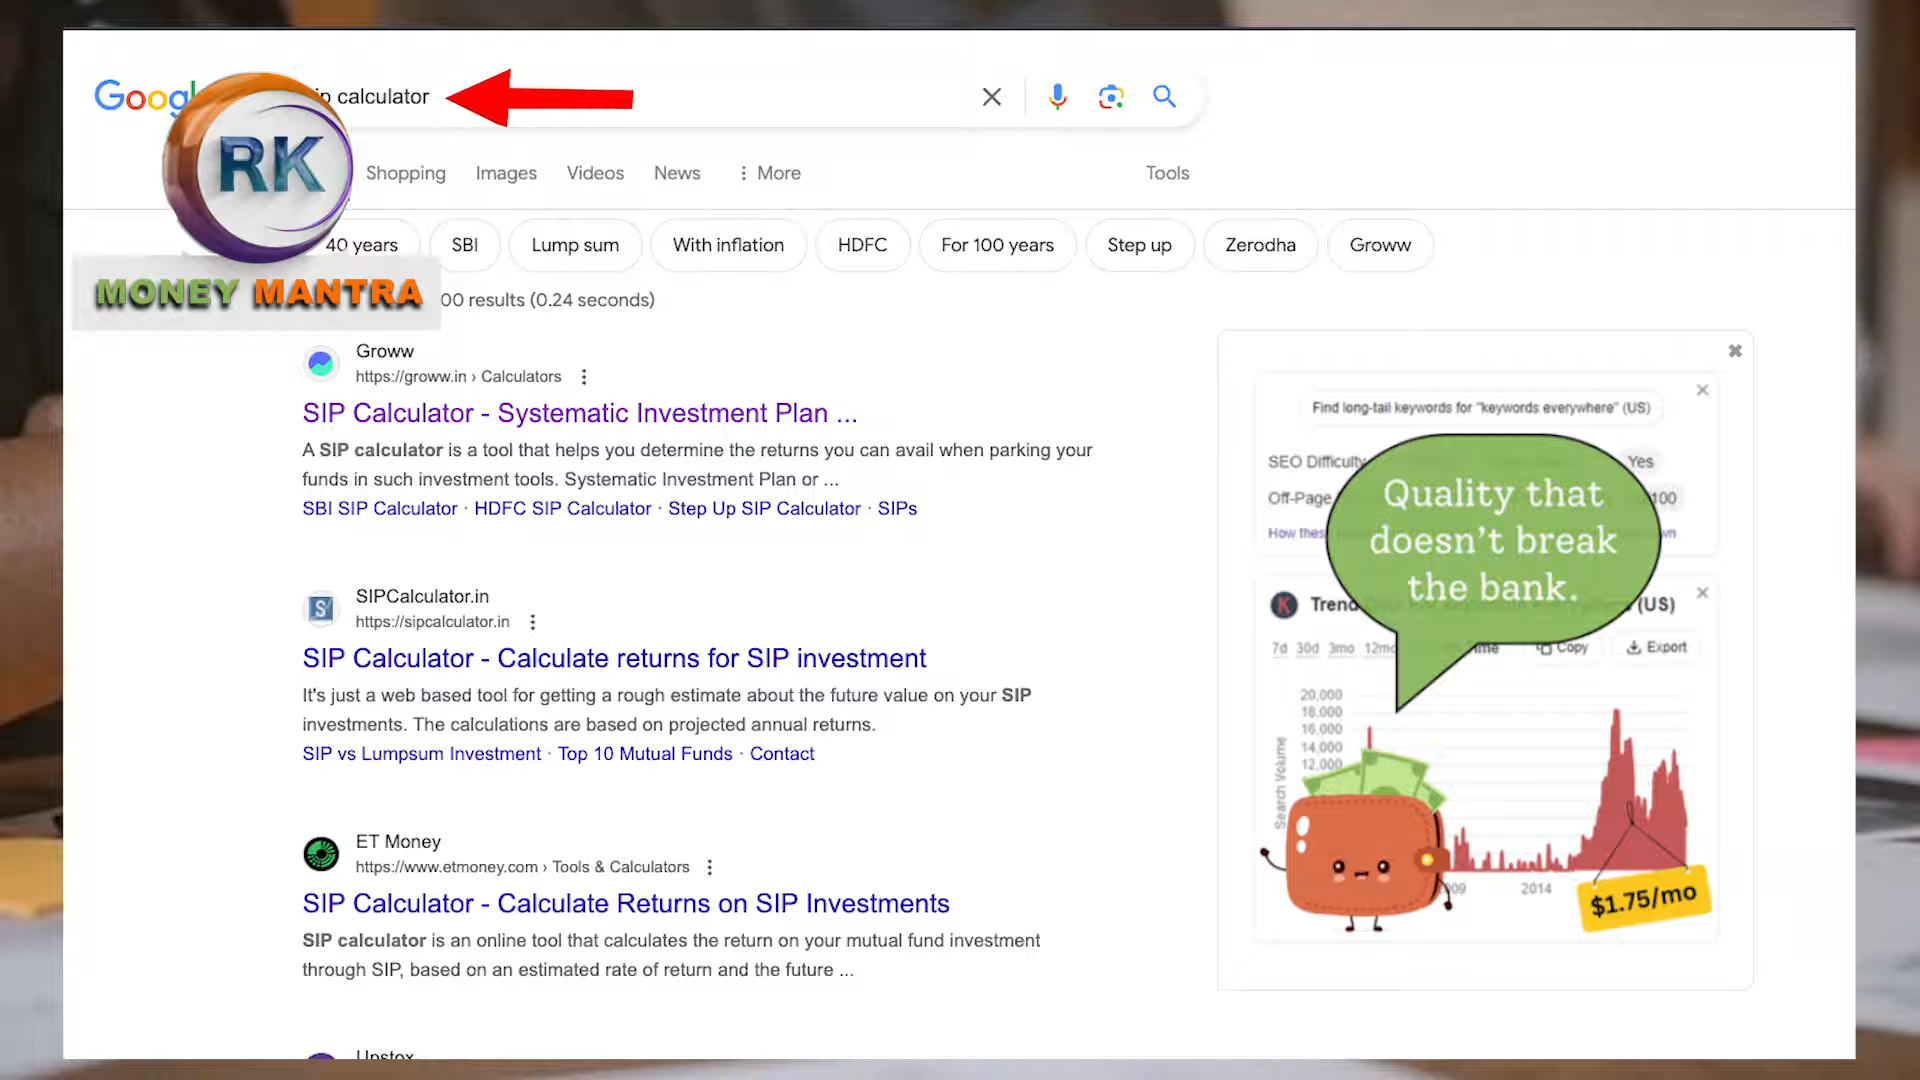 Googl
ip calculator
RK
MONEY MANTRA
Shopping Images Videos News More Tools
40 years SBI Lump sum With inflation HDFC For 100 years Step up Zerodha Groww
00 results (0.24 seconds)
Groww
https://groww.in › Calculators
SIP Calculator - Systematic Investment Plan ...
A SIP calculator is a tool that helps you determine the returns you can avail when parking your
funds in such investment tools. Systematic Investment Plan or ...
SBI SIP Calculator · HDFC SIP Calculator · Step Up SIP Calculator · SIPs
SIPCalculator.in
https://sipcalculator.in
SIP Calculator - Calculate returns for SIP investment
It's just a web based tool for getting a rough estimate about the future value on your SIP
investments. The calculations are based on projected annual returns.
SIP vs Lumpsum Investment · Top 10 Mutual Funds · Contact
ET Money
https://www.etmoney.com › Tools & Calculators
SIP Calculator - Calculate Returns on SIP Investments
SIP calculator is an online tool that calculates the return on your mutual fund investment
through SIP, based on an estimated rate of return and the future ...
Upstox
Find long-tail keywords for "keywords everywhere" (US)
SEO Difficulty Yes
Off-Page 100
How thes
Quality that
doesn't break
the bank.
K Trend (US)
7d 30d 3mo 12mo Copy Export
20,000
18,000
16,000
14,000
12,000
Search Volume
2014
$1.75/mo